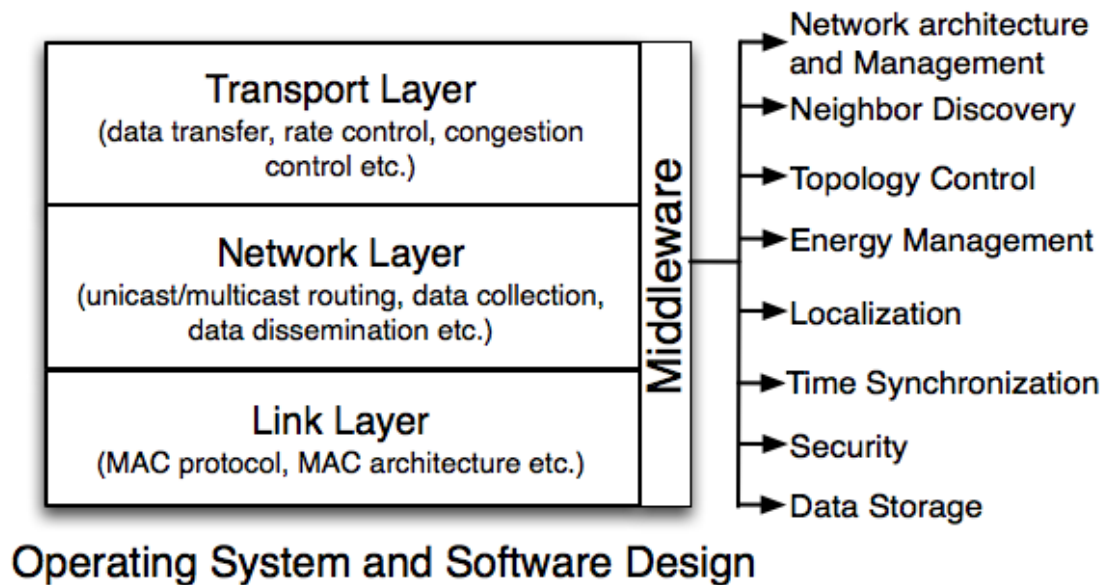 Transport Layer
(data transfer, rate control, congestion
control etc.)
Network Layer
(unicast/multicast routing, data collection,
data dissemination etc.)
Link Layer
(MAC protocol, MAC architecture etc.)
Middleware
Network architecture
and Management
Neighbor Discovery
Topology Control
Energy Management
Localization
Time Synchronization
Security
Data Storage
Operating System and Software Design